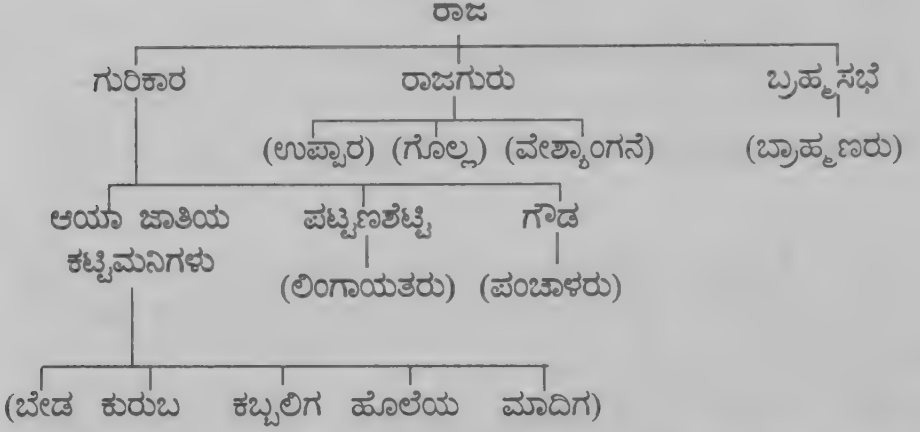 ರಾಜ
ಗುರಿಕಾರ ರಾಜಗುರು ಬ್ರಹ್ಮಸಭೆ
(ಉಪ್ಪಾರ) (ಗೊಲ್ಲ) (ವೇಶ್ಯಾಂಗನೆ) (ಬ್ರಾಹ್ಮಣರು)
ಆಯಾ ಜಾತಿಯ ಪಟ್ಟಣಶೆಟ್ಟಿ ಗೌಡ
ಕಟ್ಟಿಮನಿಗಳು
(ಲಿಂಗಾಯತರು) (ಪಂಚಾಳರು)
(ಬೇಡ ಕುರುಬ ಕಬ್ಬಲಿಗ ಹೊಲೆಯ ಮಾದಿಗ)